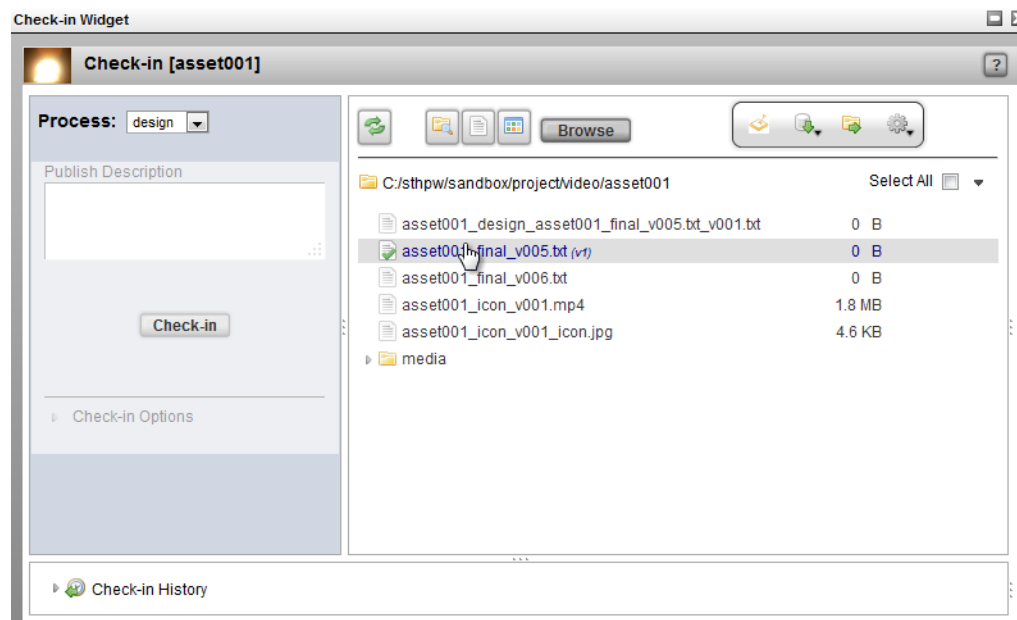 Check-in Widget
Check-in [asset001]
?
Process: design
Browse
Publish Description
C:/sthpw/sandbox/project/video/asset001 Select All
asset001_design_asset001_final_v005.txt_v001.txt 0 B
asset001_final_v005.txt (v1) 0 B
asset001_final_v006.txt 0 B
asset001_icon_v001.mp4 1.8 MB
asset001_icon_v001_icon.jpg 4.6 KB
media
Check-in
Check-in Options
Check-in History